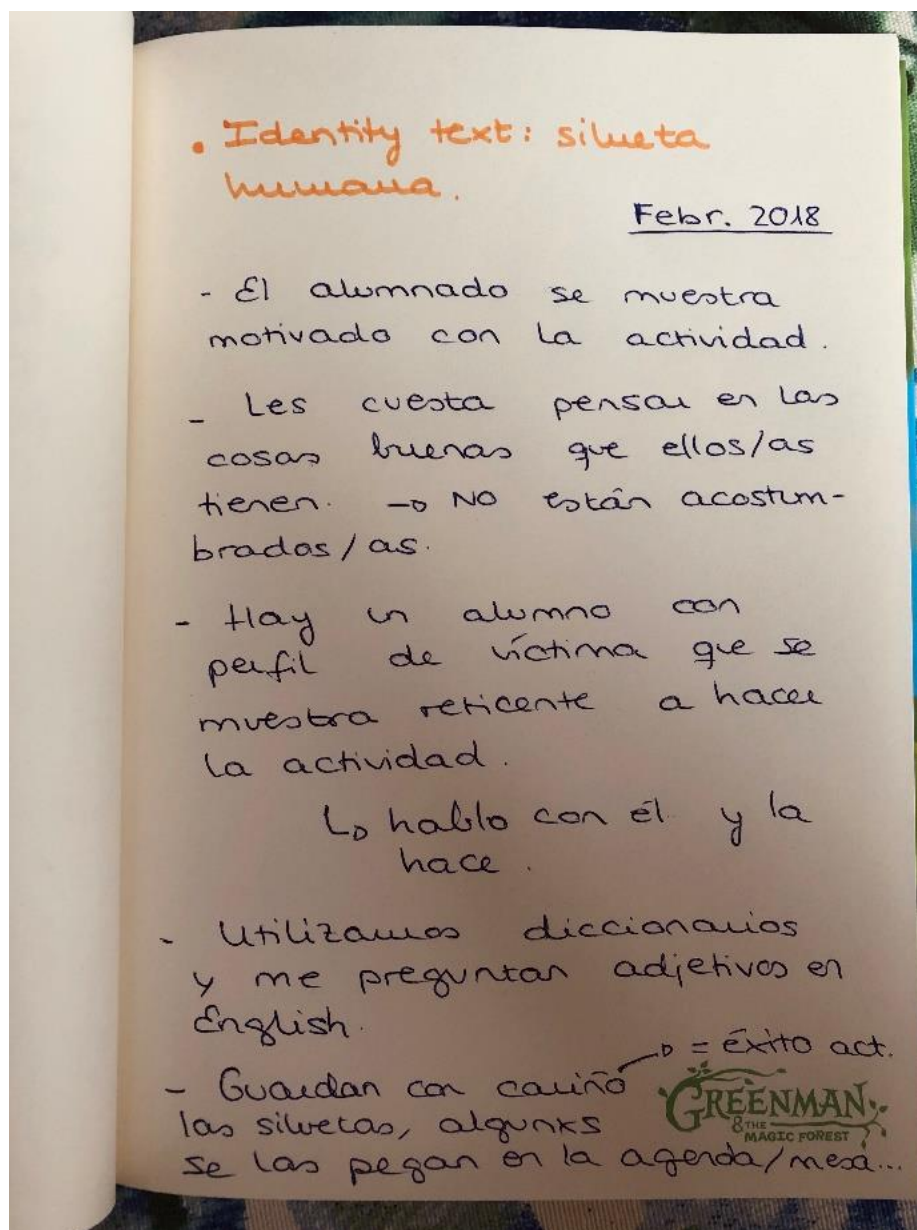 • Identity text: silueta
humana.
Febr. 2018
- El alumnado se muestra
motivado con la actividad.
- Les cuesta pensar en las
cosas buenas que ellos/as
tienen. → NO están acostum-
brados/as.
- Hay un alumno con
perfil de víctima que se
muestra reticente a hacer
la actividad.
↳ hablo con él y la
hace.
- Utilizamos diccionarios
y me preguntan adjetivos en
English.
- Guardan con cariño → = éxito act.
las siluetas, algunxs
se las pegan en la agenda/mesa...
GREENMAN
& THE
MAGIC FOREST